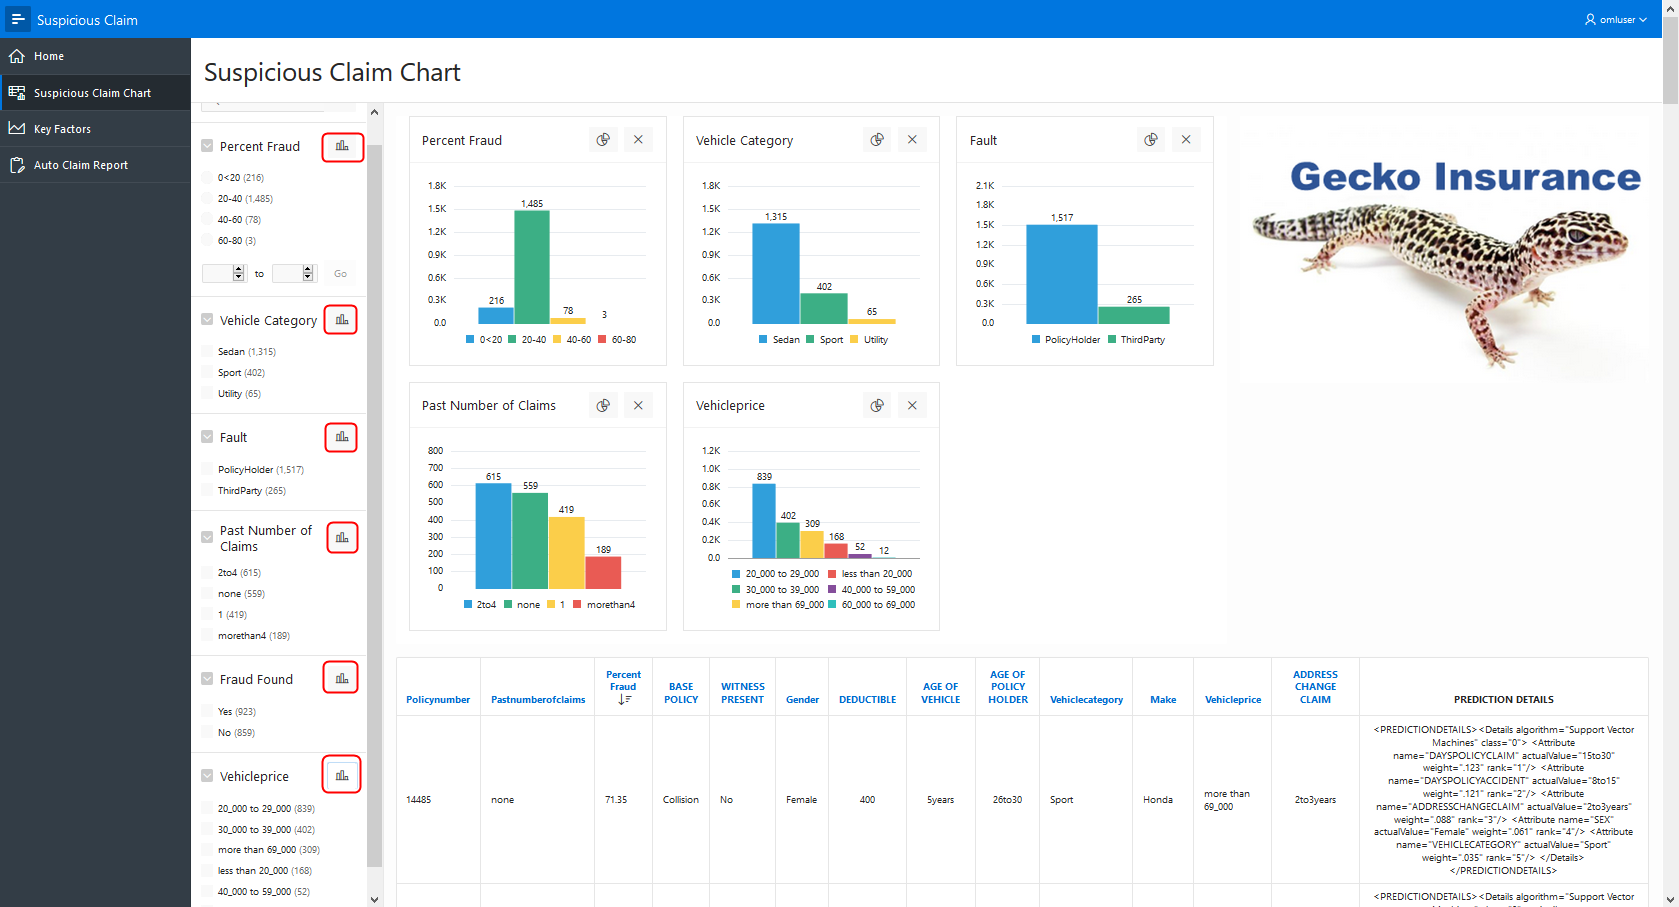 Suspicious Claim
omluser
Home
Suspicious Claim Chart
Key Factors
Auto Claim Report
Suspicious Claim Chart
Percent Fraud
0<20 (216)
20-40 (1,485)
40-60 (78)
60-80 (3)
to
Go
Vehicle Category
Sedan (1,315)
Sport (402)
Utility (65)
Fault
PolicyHolder (1,517)
ThirdParty (265)
Past Number of
Claims
2to4 (615)
none (559)
1 (419)
morethan4 (189)
Fraud Found
Yes (923)
No (859)
Vehicleprice
20_000 to 29_000 (839)
30_000 to 39_000 (402)
more than 69_000 (309)
less than 20_000 (168)
40_000 to 59_000 (52)
Percent Fraud
1.8K
1.5K
1.2K
0.9K
0.6K
0.3K
0.0
216
1,485
78
3
0<20 20-40 40-60 60-80
Vehicle Category
1.8K
1.5K
1.2K
0.9K
0.6K
0.3K
0.0
1,315
402
65
Sedan Sport Utility
Fault
2.1K
1.8K
1.5K
1.2K
0.9K
0.6K
0.3K
0.0
1,517
265
PolicyHolder ThirdParty
Gecko Insurance
Past Number of Claims
800
700
600
500
400
300
200
100
0
615
559
419
189
2to4 none 1 morethan4
Vehicleprice
1.2K
1.0K
0.8K
0.6K
0.4K
0.2K
0.0
839
402
309
168
52
12
20_000 to 29_000 less than 20_000
30_000 to 39_000 40_000 to 59_000
more than 69_000 60_000 to 69_000
Policynumber
Pastnumberofclaims
Percent
Fraud
BASE
POLICY
WITNESS
PRESENT
Gender
DEDUCTIBLE
AGE OF
VEHICLE
AGE OF
POLICY
HOLDER
Vehiclecategory
Make
Vehicleprice
ADDRESS
CHANGE
CLAIM
PREDICTION DETAILS
14485
none
71.35
Collision
No
Female
400
5years
26to30
Sport
Honda
more than
69_000
2to3years
<PREDICTIONDETAILS><Details algorithm="Support Vector
Machines" class="0"> <Attribute
name="DAYSPOLICYCLAIM" actualValue="15to30"
weight=".123" rank="1"/> <Attribute
name="DAYSPOLICYACCIDENT" actualValue="8to15"
weight=".121" rank="2"/> <Attribute
name="ADDRESSCHANGECLAIM" actualValue="2to3years"
weight=".088" rank="3"/> <Attribute name="SEX"
actualValue="Female" weight=".061" rank="4"/> <Attribute
name="VEHICLECATEGORY" actualValue="Sport"
weight=".035" rank="5"/> </Details>
</PREDICTIONDETAILS>
<PREDICTIONDETAILS><Details algorithm="Support Vector